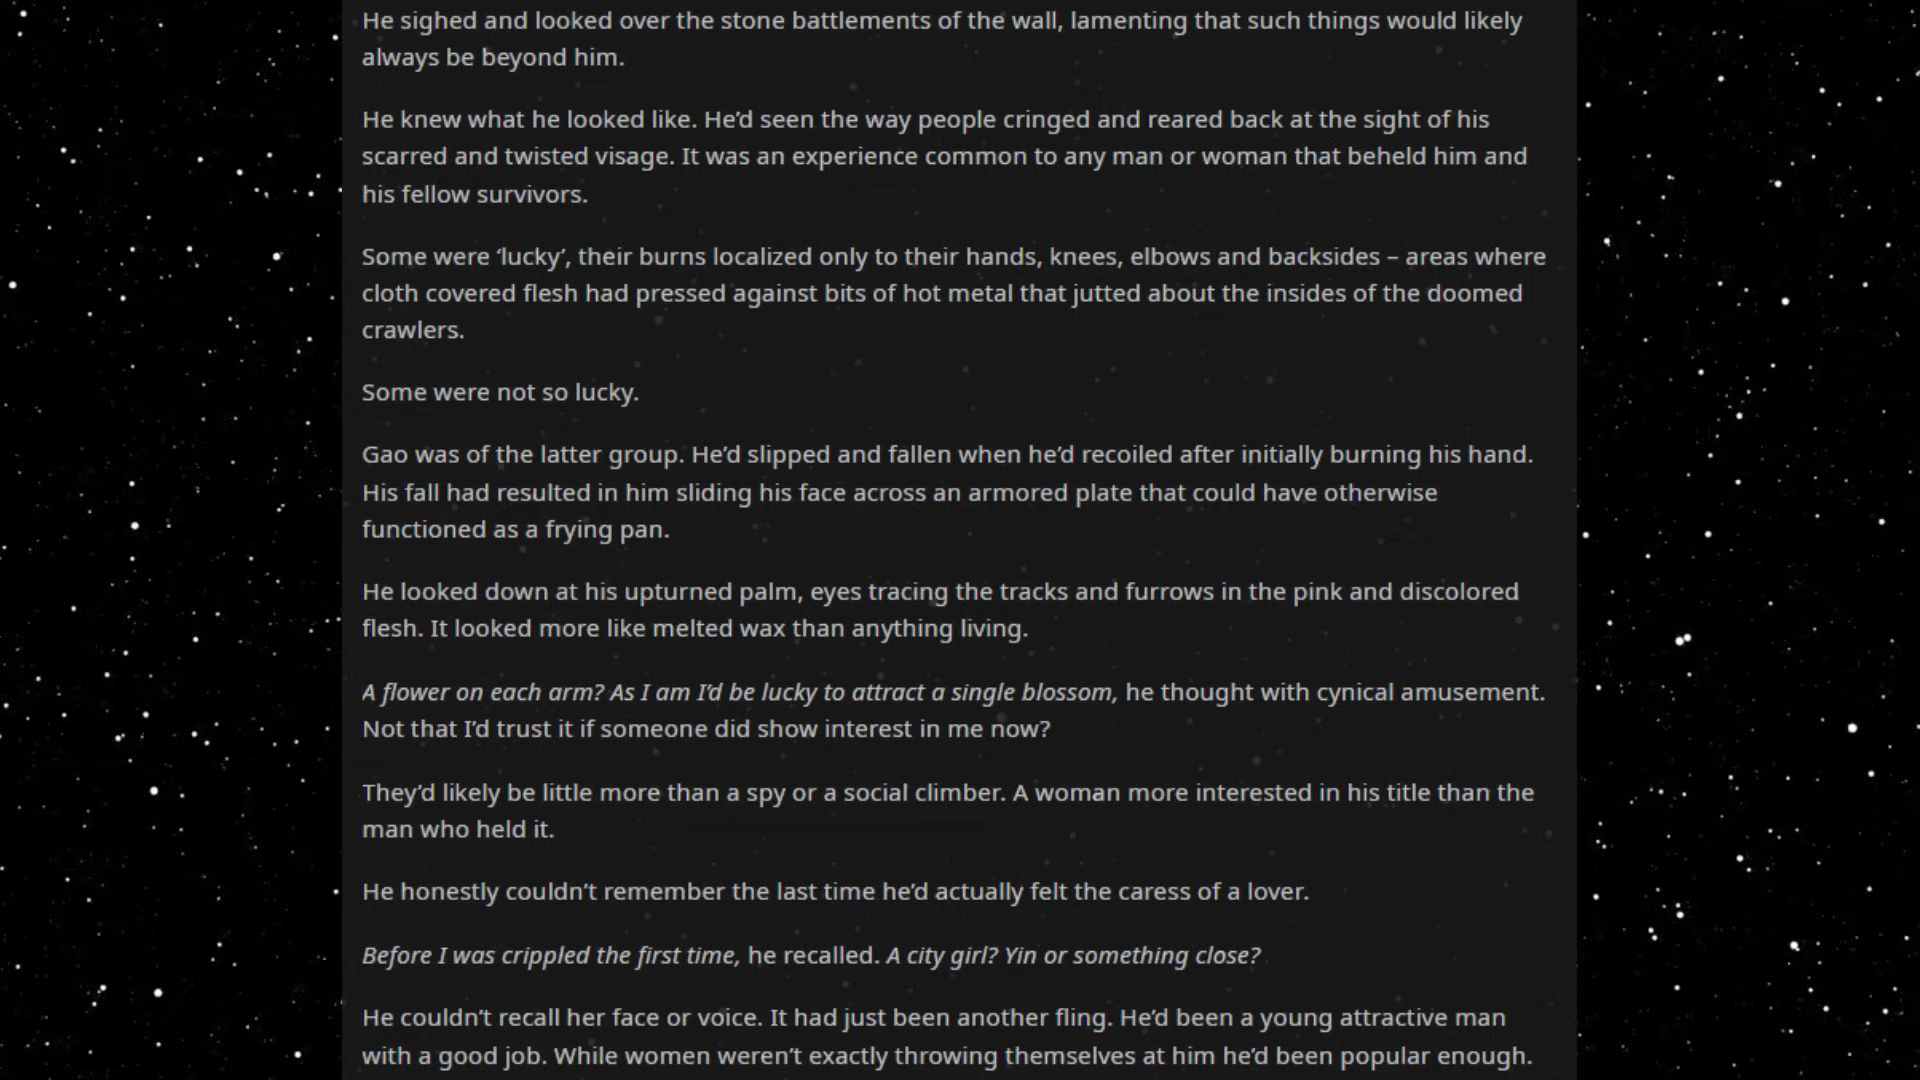 He sighed and looked over the stone battlements of the wall, lamenting that such things would likely
always be beyond him.
He knew what he looked like. He’d seen the way people cringed and reared back at the sight of his
scarred and twisted visage. It was an experience common to any man or woman that beheld him and
his fellow survivors.
Some were ‘lucky’, their burns localized only to their hands, knees, elbows and backsides – areas where
cloth covered flesh had pressed against bits of hot metal that jutted about the insides of the doomed
crawlers.
Some were not so lucky.
Gao was of the latter group. He’d slipped and fallen when he’d recoiled after initially burning his hand.
His fall had resulted in him sliding his face across an armored plate that could have otherwise
functioned as a frying pan.
He looked down at his upturned palm, eyes tracing the tracks and furrows in the pink and discolored
flesh. It looked more like melted wax than anything living.
A flower on each arm? As I am I’d be lucky to attract a single blossom, he thought with cynical amusement.
Not that I’d trust it if someone did show interest in me now?
They’d likely be little more than a spy or a social climber. A woman more interested in his title than the
man who held it.
He honestly couldn’t remember the last time he’d actually felt the caress of a lover.
Before I was crippled the first time, he recalled. A city girl? Yin or something close?
He couldn’t recall her face or voice. It had just been another fling. He’d been a young attractive man
with a good job. While women weren’t exactly throwing themselves at him he’d been popular enough.